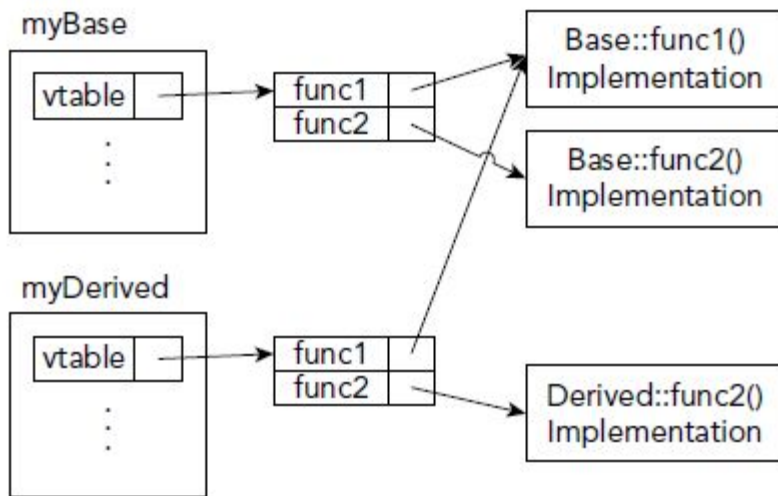 myBase
vtable
func1
func2
Base::func1()
Implementation
Base::func2()
Implementation
myDerived
vtable
func1
func2
Derived::func2()
Implementation